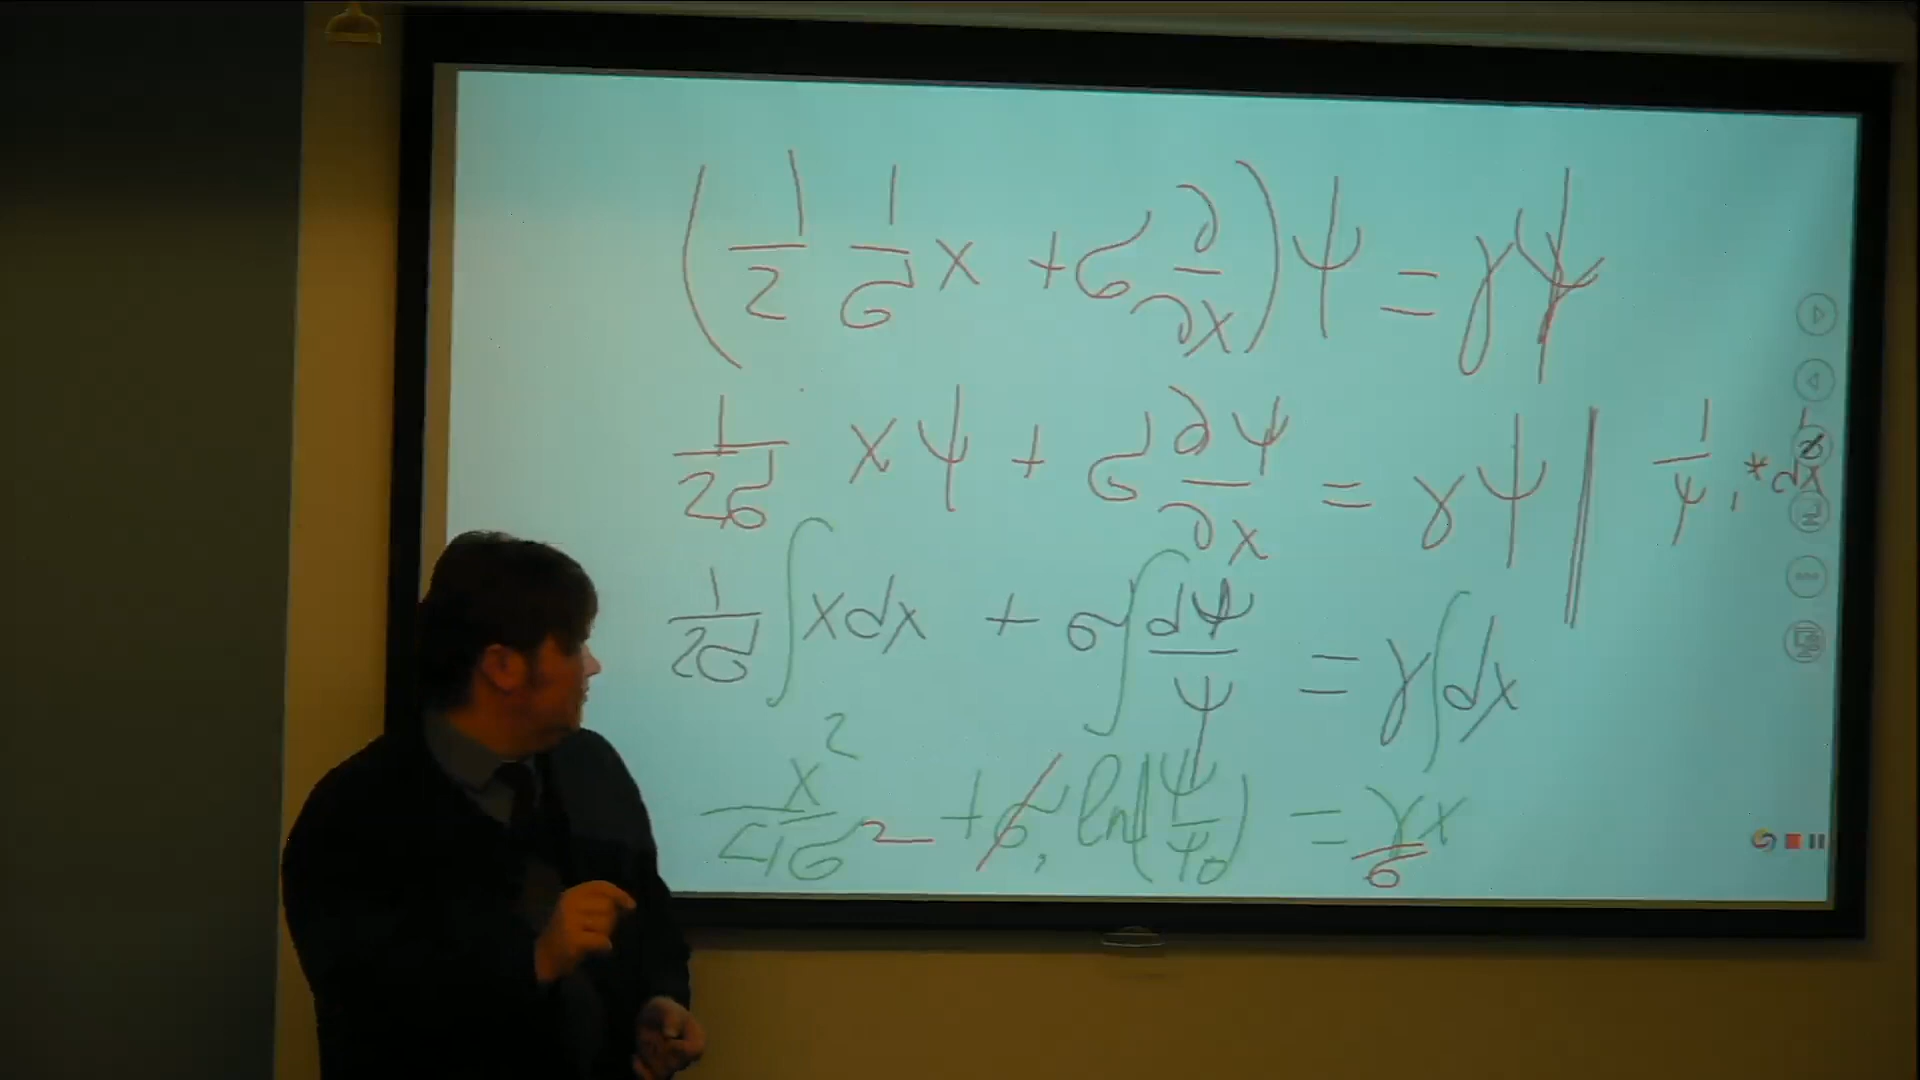 (1/2 1/σ x + σ ∂/∂x) ψ = γψ
1/2σ xψ + σ ∂ψ/∂x = γψ | 1/ψ, * dx
1/2σ ∫ x dx + σ ∫ dψ/ψ = γ ∫ dx
x²/4σ² + σ, ln(ψ/ψ₀) = γx/σ